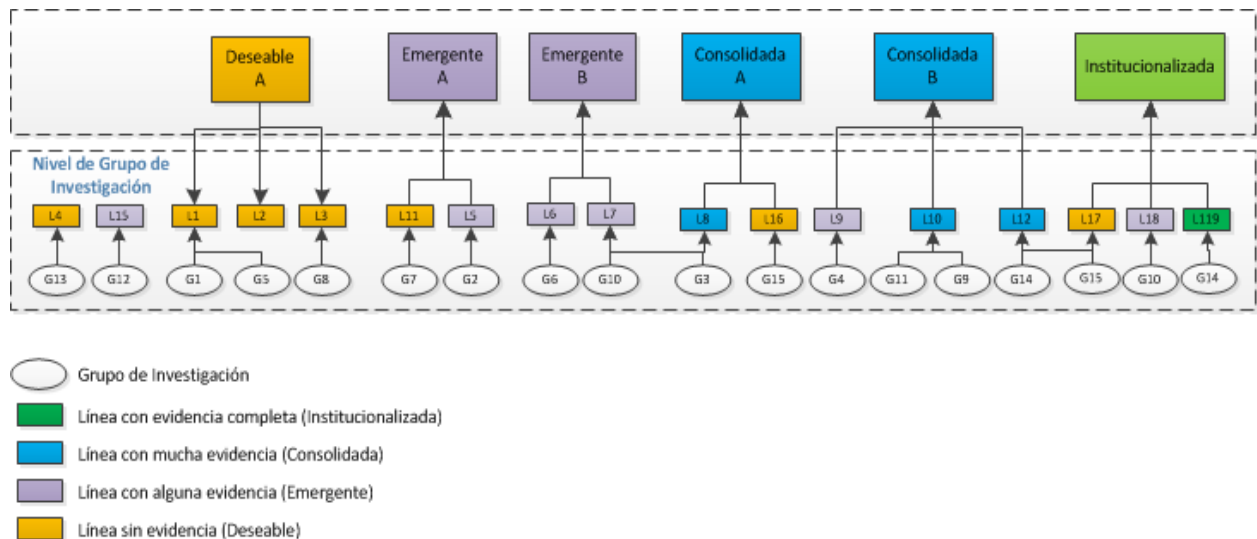 Deseable
A
Emergente
A
Emergente
B
Consolidada
A
Consolidada
B
Institucionalizada
Nivel de Grupo de
Investigación
L4
L15
L1
L2
L3
L11
L5
L6
L7
L8
L16
L9
L10
L12
L17
L18
L119
G13
G12
G1
G5
G8
G7
G2
G6
G10
G3
G15
G4
G11
G9
G14
G15
G10
G14
Grupo de Investigación
Línea con evidencia completa (Institucionalizada)
Línea con mucha evidencia (Consolidada)
Línea con alguna evidencia (Emergente)
Línea sin evidencia (Deseable)